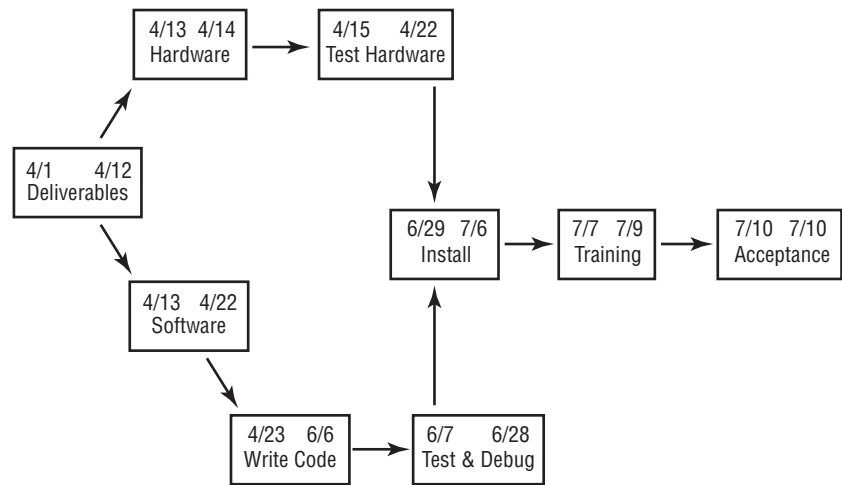 4/13 4/14
Hardware
4/15 4/22
Test Hardware
4/1 4/12
Deliverables
6/29 7/6
Install
7/7 7/9
Training
7/10 7/10
Acceptance
4/13 4/22
Software
4/23 6/6
Write Code
6/7 6/28
Test & Debug